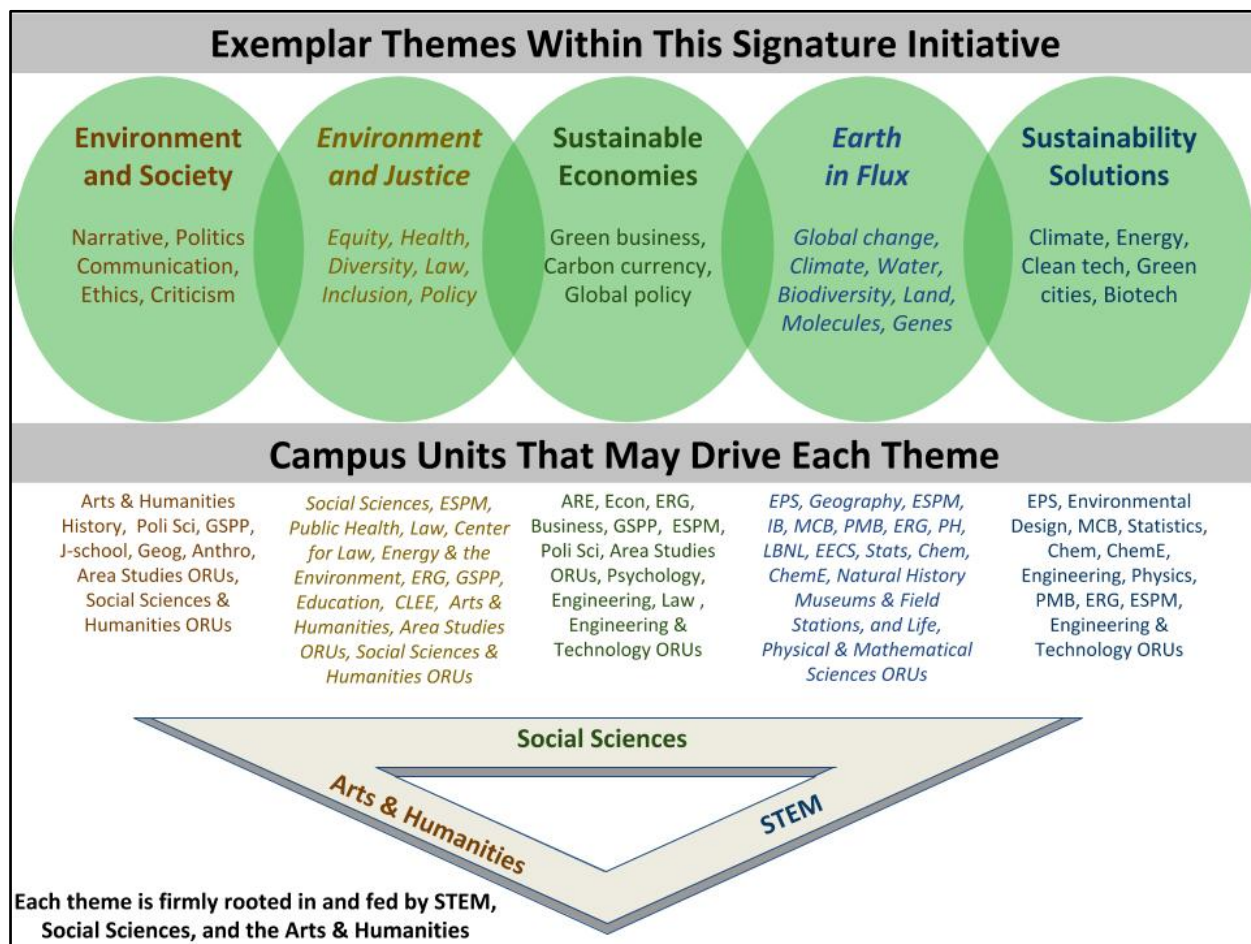 Exemplar Themes Within This Signature Initiative
Environment
and Society
Narrative, Politics
Communication,
Ethics, Criticism
Environment
and Justice
Equity, Health,
Diversity, Law,
Inclusion, Policy
Sustainable
Economies
Green business,
Carbon currency,
Global policy
Earth
in Flux
Global change,
Climate, Water,
Biodiversity, Land,
Molecules, Genes
Sustainability
Solutions
Climate, Energy,
Clean tech, Green
cities, Biotech
Campus Units That May Drive Each Theme
Arts & Humanities
History, Poli Sci, GSPP,
J-school, Geog, Anthro,
Area Studies ORUs,
Social Sciences &
Humanities ORUs
Social Sciences, ESPM,
Public Health, Law, Center
for Law, Energy & the
Environment, ERG, GSPP,
Education, CLEE, Arts &
Humanities, Area Studies
ORUs, Social Sciences &
Humanities ORUs
ARE, Econ, ERG,
Business, GSPP, ESPM,
Poli Sci, Area Studies
ORUs, Psychology,
Engineering, Law ,
Engineering &
Technology ORUs
EPS, Geography, ESPM,
IB, MCB, PMB, ERG, PH,
LBNL, EECS, Stats, Chem,
ChemE, Natural History
Museums & Field
Stations, and Life,
Physical & Mathematical
Sciences ORUs
EPS, Environmental
Design, MCB, Statistics,
Chem, ChemE,
Engineering, Physics,
PMB, ERG, ESPM,
Engineering &
Technology ORUs
Social Sciences
Arts & Humanities
STEM
Each theme is firmly rooted in and fed by STEM,
Social Sciences, and the Arts & Humanities